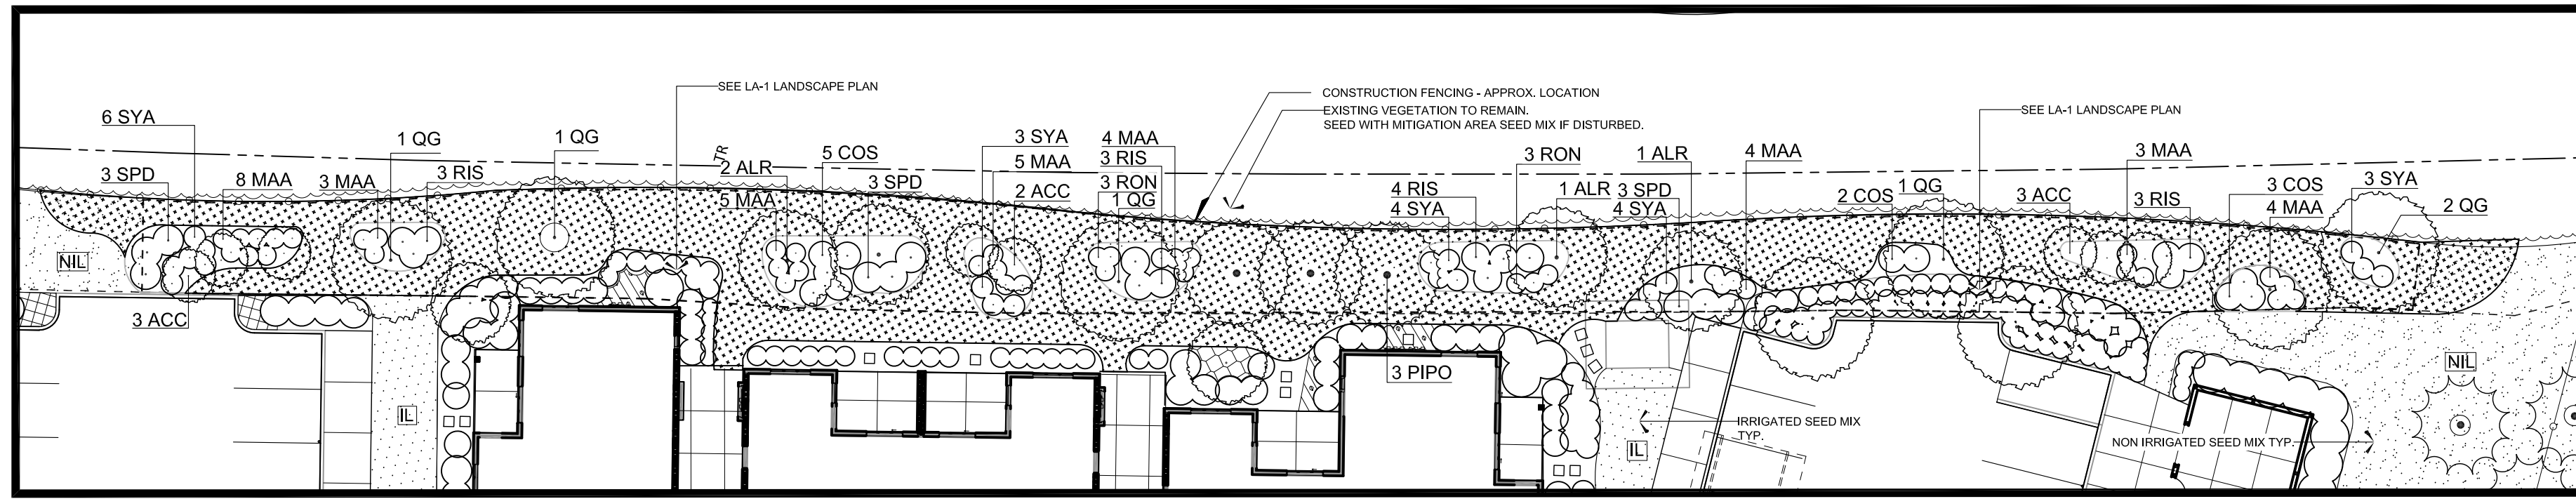 SEE LA-1 LANDSCAPE PLAN
CONSTRUCTION FENCING - APPROX. LOCATION
EXISTING VEGETATION TO REMAIN.
SEED WITH MITIGATION AREA SEED MIX IF DISTURBED.
SEE LA-1 LANDSCAPE PLAN
6 SYA
1 QG
1 QG
3 SPD
8 MAA
3 MAA
3 RIS
TR
2 ALR
5 MAA
5 COS
3 SPD
3 SYA
5 MAA
2 ACC
4 MAA
3 RIS
3 RON
1 QG
4 RIS
4 SYA
3 RON
1 ALR
1 ALR
3 SPD
4 SYA
4 MAA
2 COS
1 QG
3 ACC
3 MAA
3 RIS
3 COS
4 MAA
3 SYA
2 QG
NIL
3 ACC
3 PIPO
NIL
IL
IRRIGATED SEED MIX
TYP.
IL
NON IRRIGATED SEED MIX TYP.